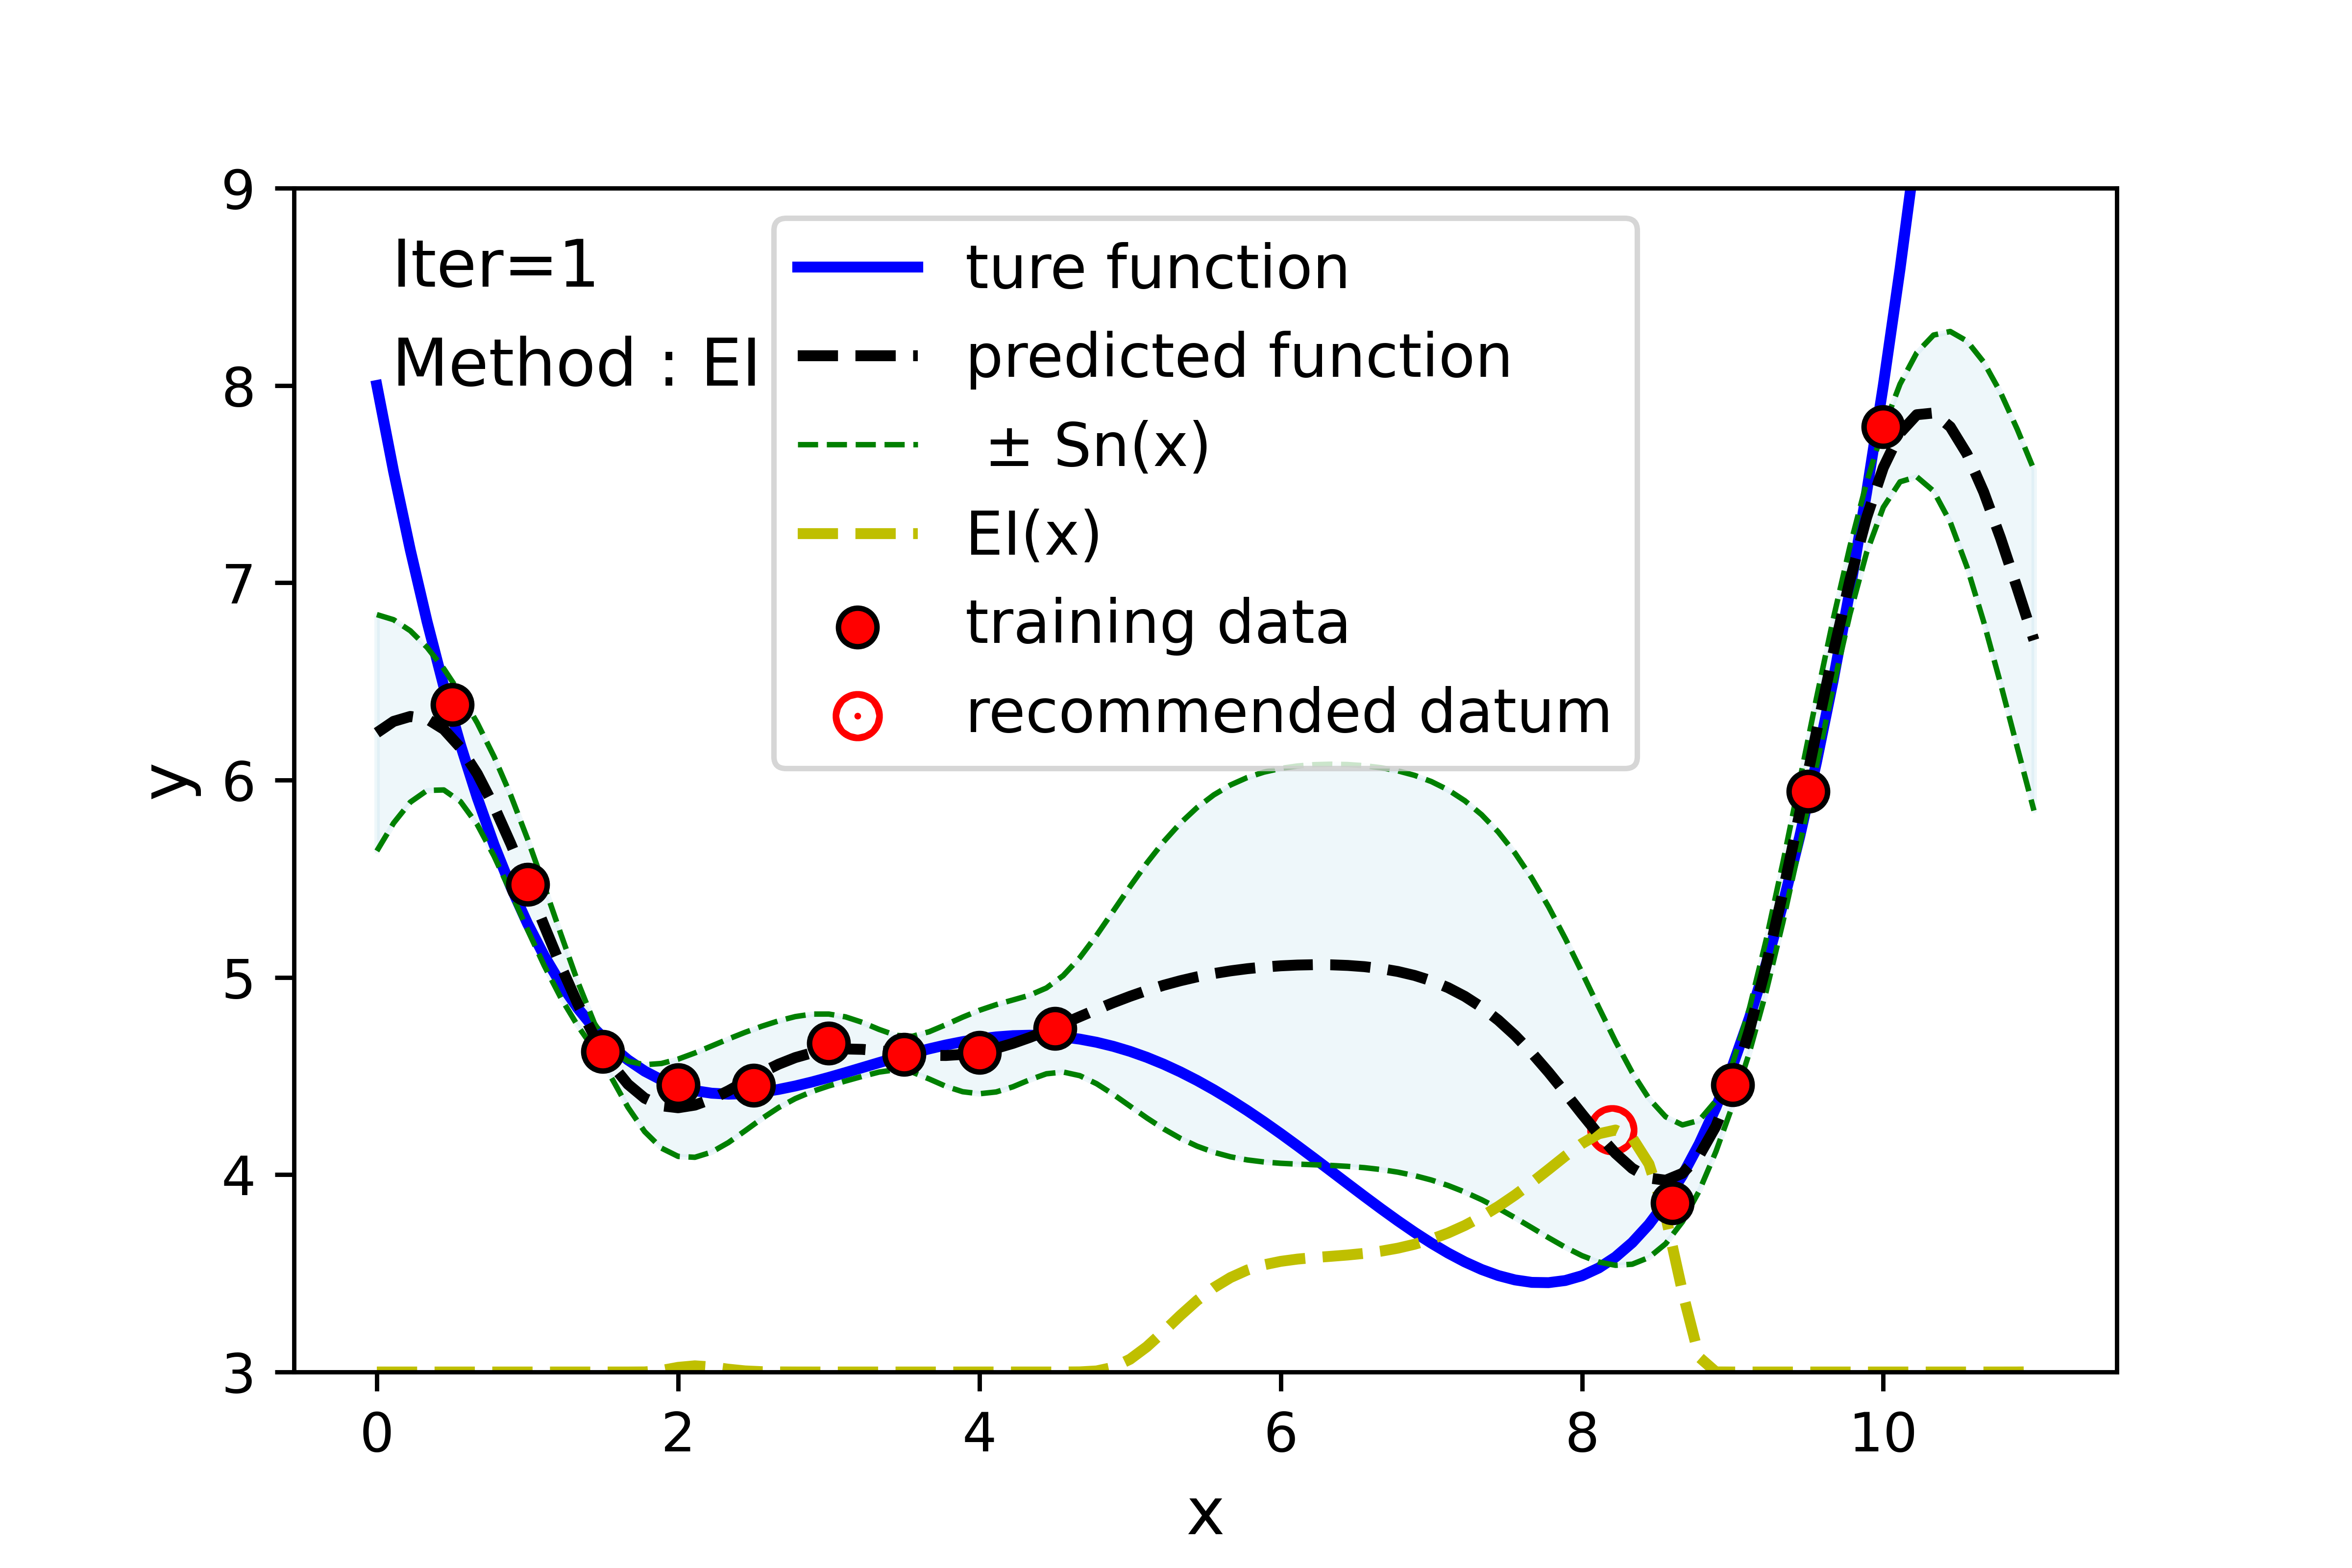 Iter=1
Method : EI
ture function
predicted function
± Sn(x)
EI(x)
training data
recommended datum
9
8
7
6
5
4
3
y
0 2 4 6 8 10
x